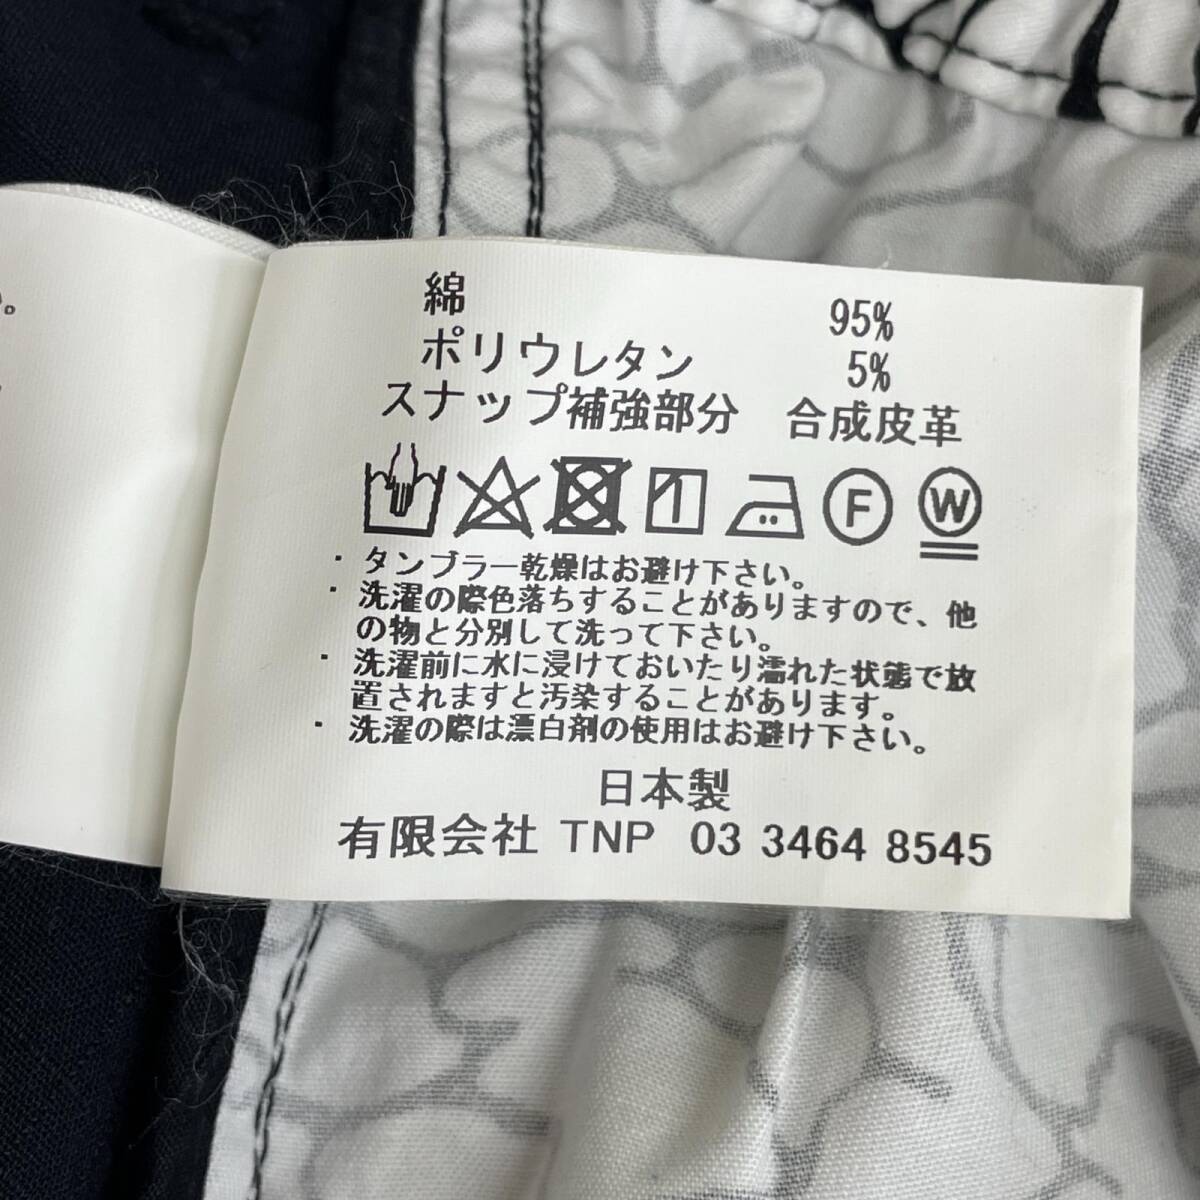 綿 95%
ポリウレタン 5%
スナップ補強部分 合成皮革
F W
・タンブラー乾燥はお避け下さい。
・洗濯の際色落ちすることがありますので、他
の物と分別して洗って下さい。
・洗濯前に水に浸けておいたり濡れた状態で放
置されますと汚染することがあります。
・洗濯の際は漂白剤の使用はお避け下さい。
日本製
有限会社 TNP 03 3464 8545